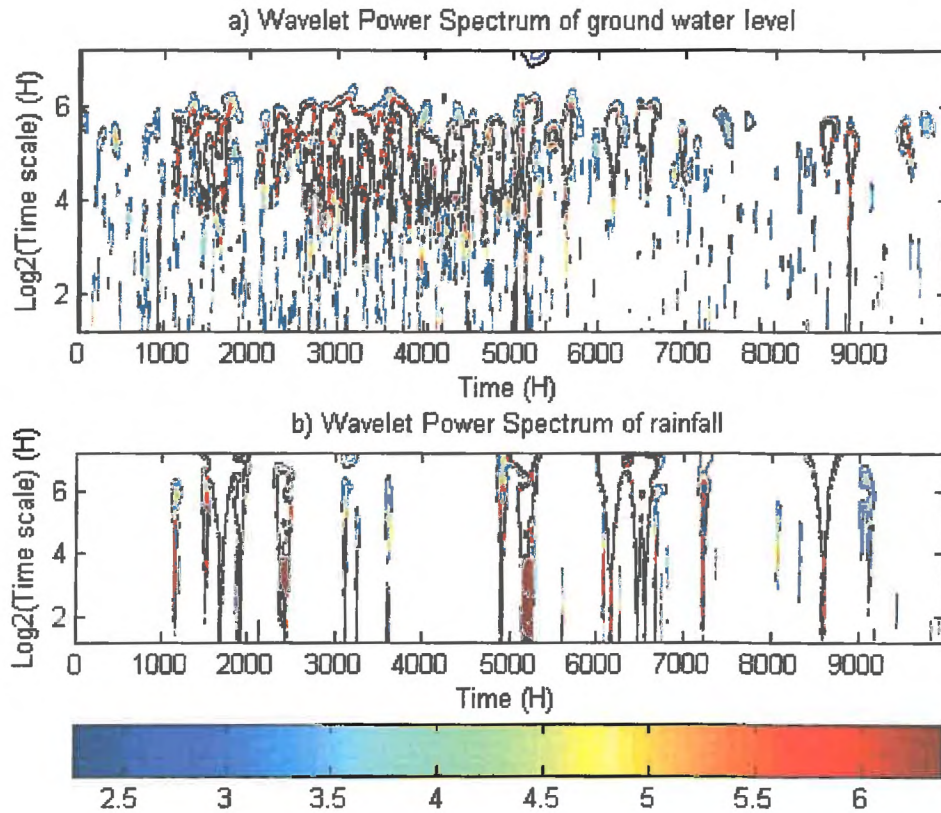 a) Wavelet Power Spectrum of ground water level
Log2(Time scale) (H)
6
4
2
0 1000 2000 3000 4000 5000 6000 7000 8000 9000
Time (H)
b) Wavelet Power Spectrum of rainfall
Log2(Time scale) (H)
6
4
2
0 1000 2000 3000 4000 5000 6000 7000 8000 9000
Time (H)
2.5 3 3.5 4 4.5 5 5.5 6